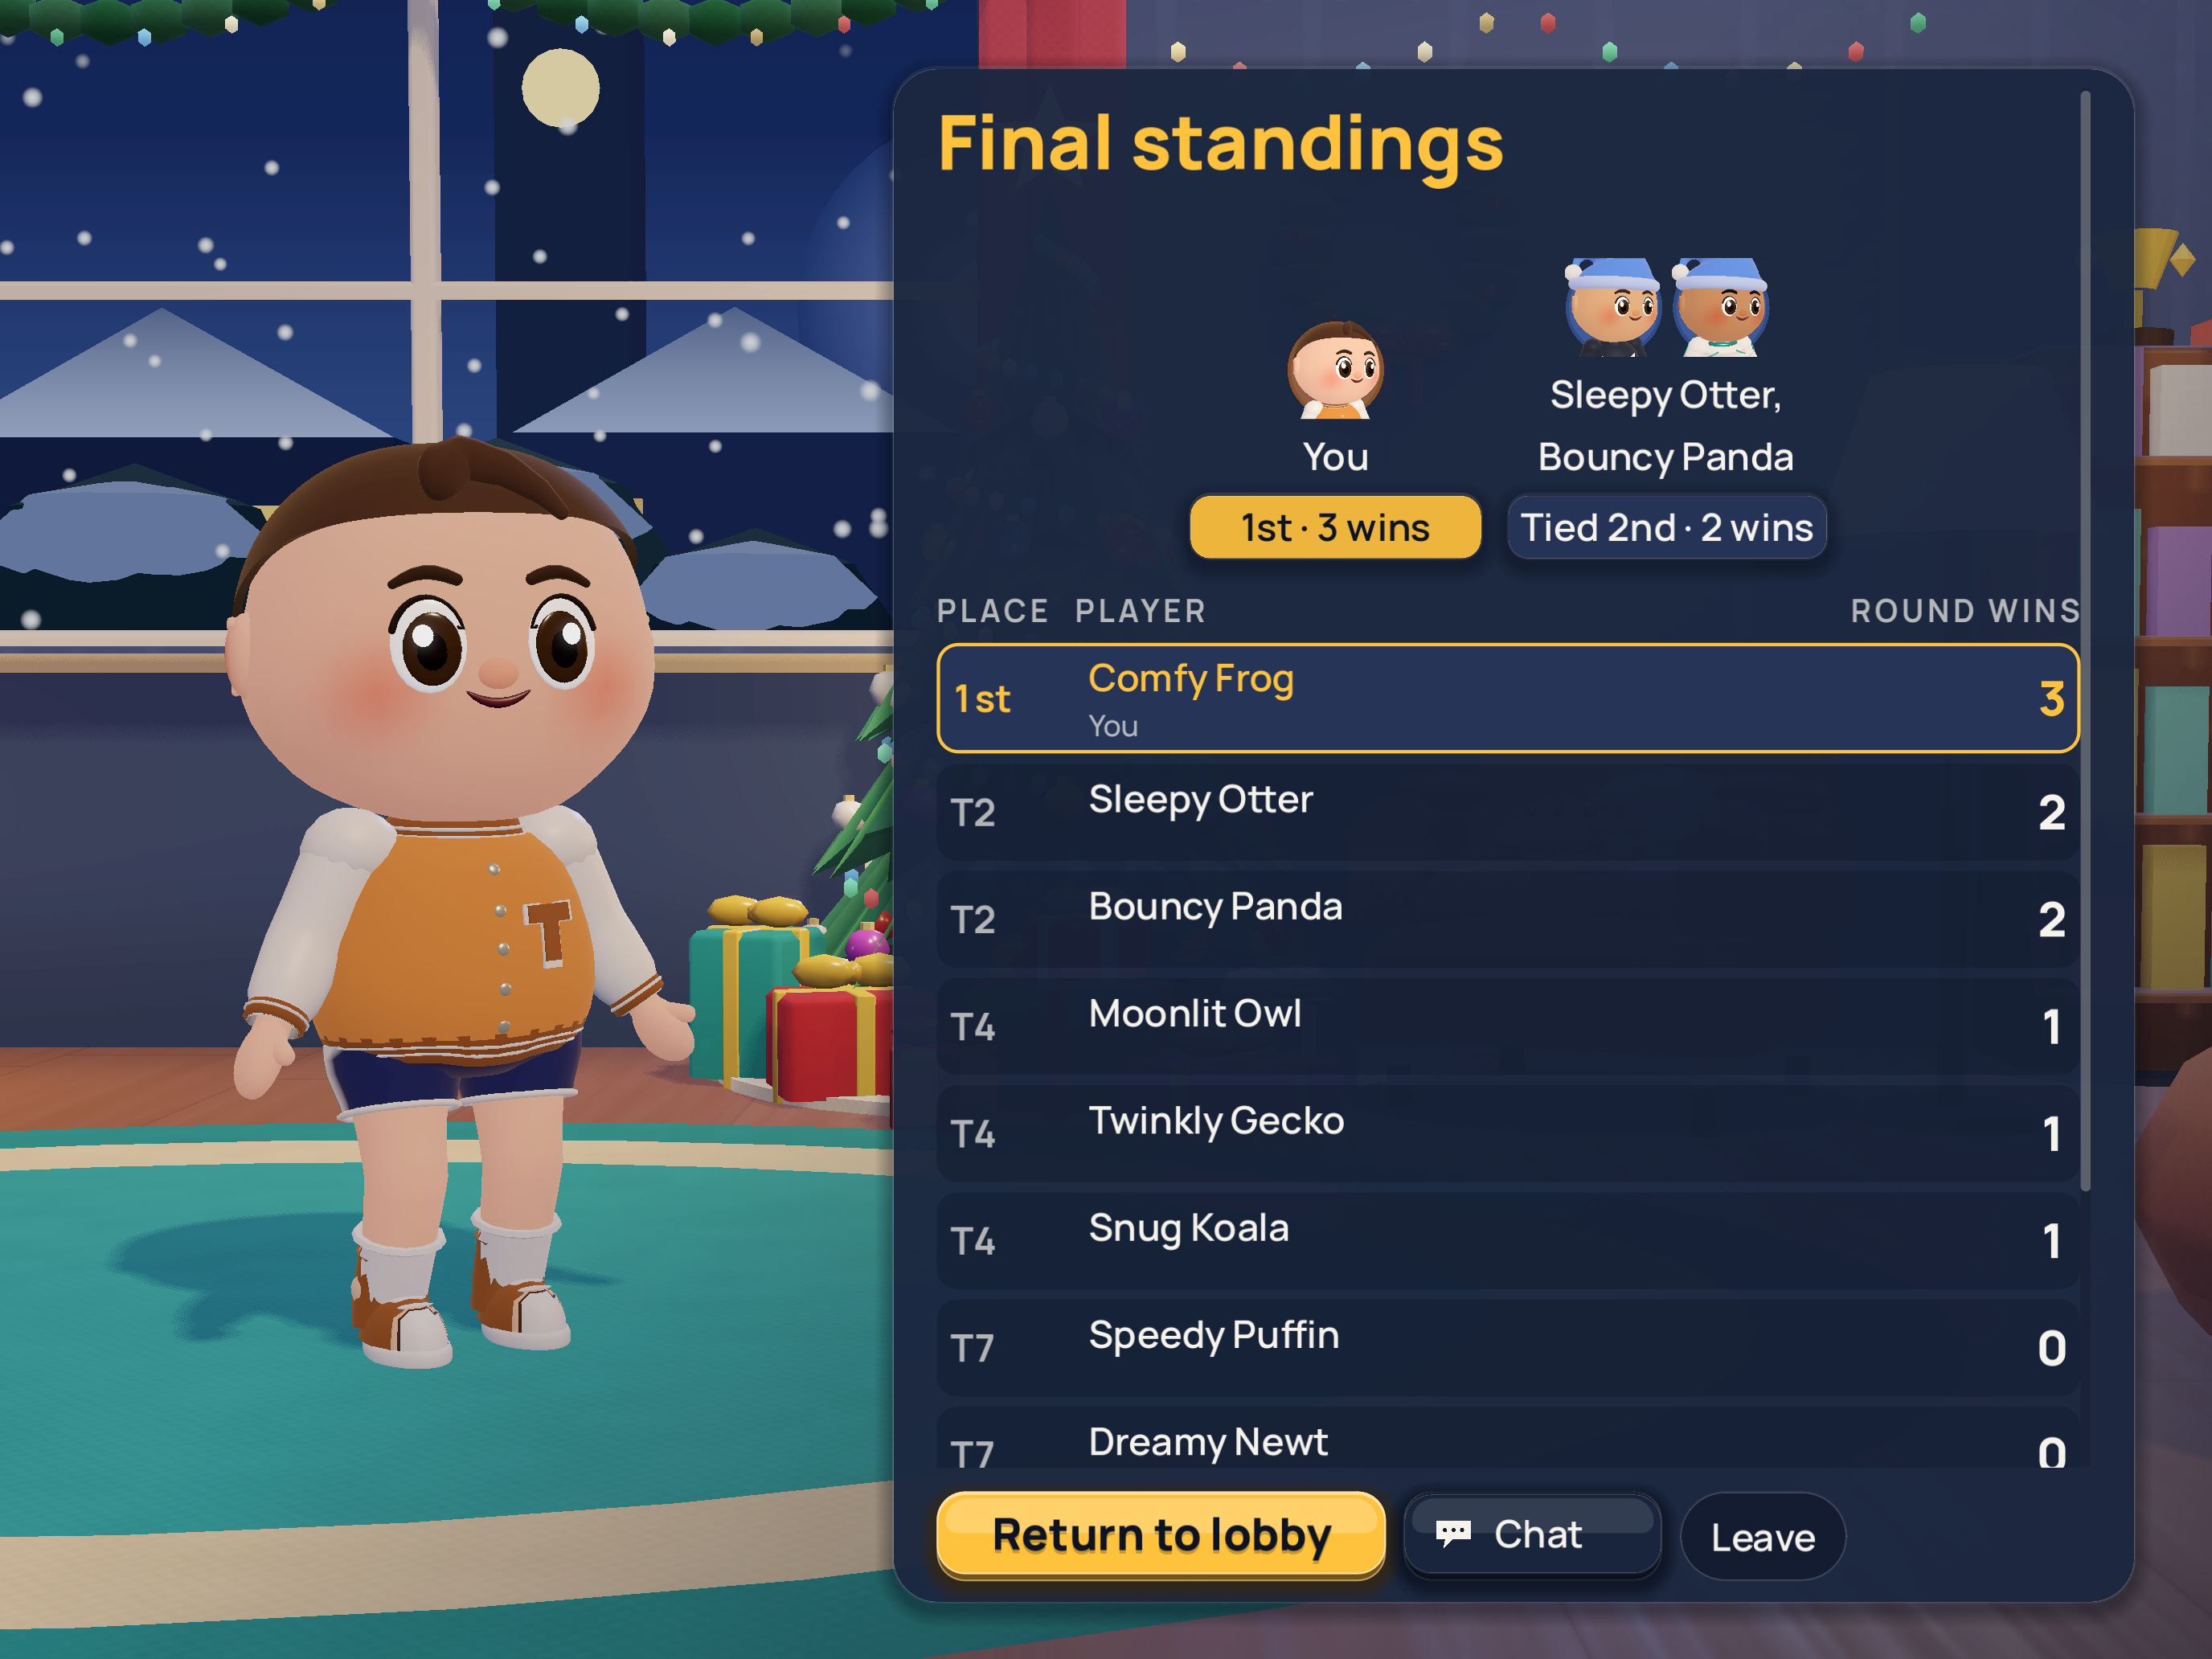 Final standings
You
1st · 3 wins
Sleepy Otter,
Bouncy Panda
Tied 2nd · 2 wins
PLACE PLAYER ROUND WINS
1st Comfy Frog 3
You
T2 Sleepy Otter 2
T2 Bouncy Panda 2
T4 Moonlit Owl 1
T4 Twinkly Gecko 1
T4 Snug Koala 1
T7 Speedy Puffin 0
T7 Dreamy Newt 0
Return to lobby
Chat
Leave
T